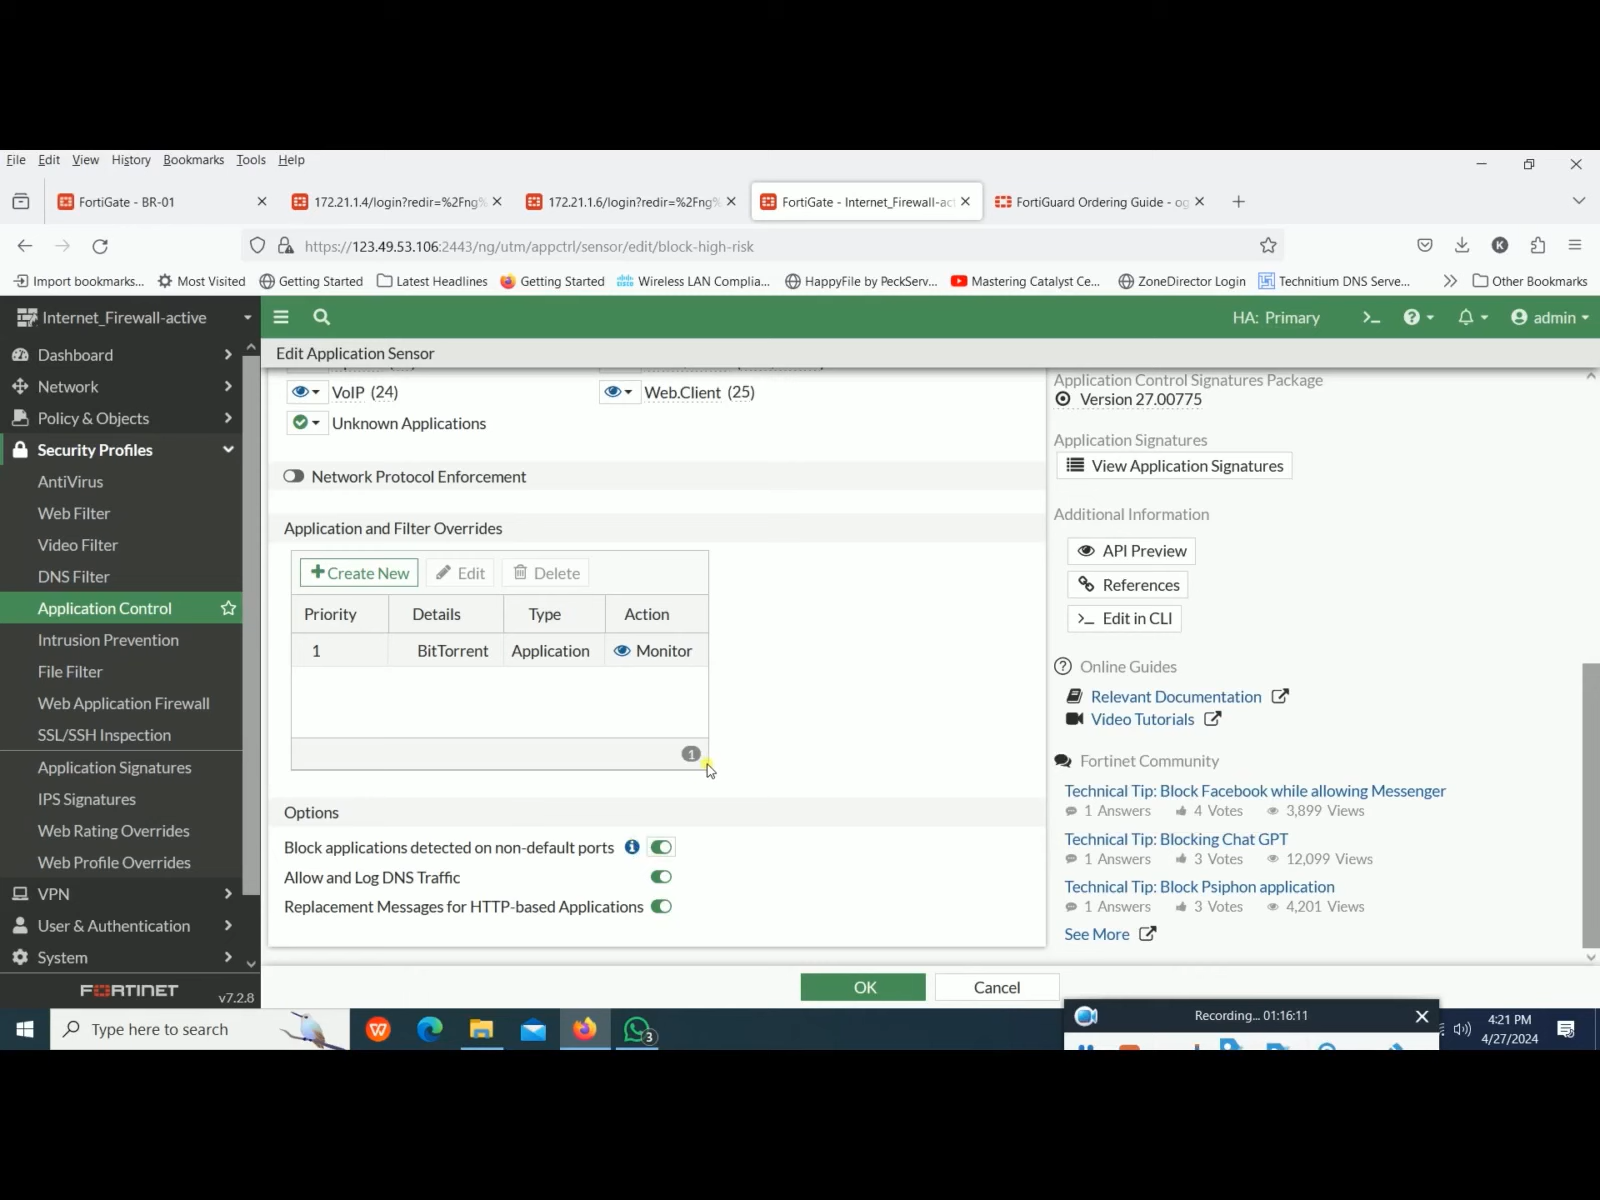 File Edit View History Bookmarks Tools Help
FortiGate - BR-01
172.21.1.4/login?redir=%2Fng%
172.21.1.6/login?redir=%2Fng%
FortiGate - Internet_Firewall-act
FortiGuard Ordering Guide - og
https://123.49.53.106:2443/ng/utm/appctrl/sensor/edit/block-high-risk
K
Import bookmarks... Most Visited Getting Started Latest Headlines Getting Started Wireless LAN Complia... HappyFile by PeckServ... Mastering Catalyst Ce... ZoneDirector Login Technitium DNS Serve... Other Bookmarks
Internet_Firewall-active
HA: Primary
admin
Dashboard
Network
Policy & Objects
Security Profiles
AntiVirus
Web Filter
Video Filter
DNS Filter
Application Control
Intrusion Prevention
File Filter
Web Application Firewall
SSL/SSH Inspection
Application Signatures
IPS Signatures
Web Rating Overrides
Web Profile Overrides
VPN
User & Authentication
System
FORTINET v7.2.8
Edit Application Sensor
VoIP (24)
Web.Client (25)
Unknown Applications
Network Protocol Enforcement
Application and Filter Overrides
Create New Edit Delete
Priority Details Type Action
1 BitTorrent Application Monitor
1
Options
Block applications detected on non-default ports
Allow and Log DNS Traffic
Replacement Messages for HTTP-based Applications
OK Cancel
Application Control Signatures Package
Version 27.00775
Application Signatures
View Application Signatures
Additional Information
API Preview
References
>_ Edit in CLI
Online Guides
Relevant Documentation
Video Tutorials
Fortinet Community
Technical Tip: Block Facebook while allowing Messenger
1 Answers 4 Votes 3,899 Views
Technical Tip: Blocking Chat GPT
1 Answers 3 Votes 12,099 Views
Technical Tip: Block Psiphon application
1 Answers 3 Votes 4,201 Views
See More
Type here to search
3
Recording... 01:16:11
4:21 PM
4/27/2024